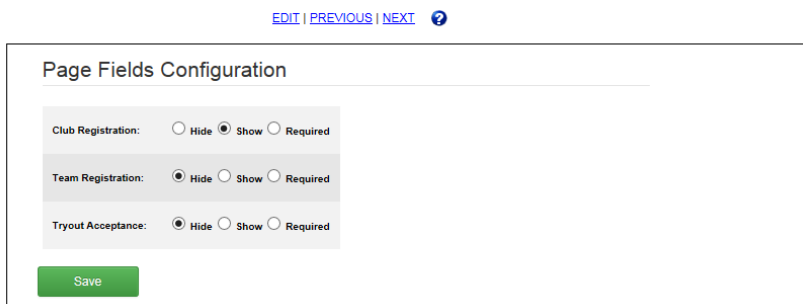 EDIT | PREVIOUS | NEXT ?
Page Fields Configuration
Club Registration: Hide Show Required
Team Registration: Hide Show Required
Tryout Acceptance: Hide Show Required
Save